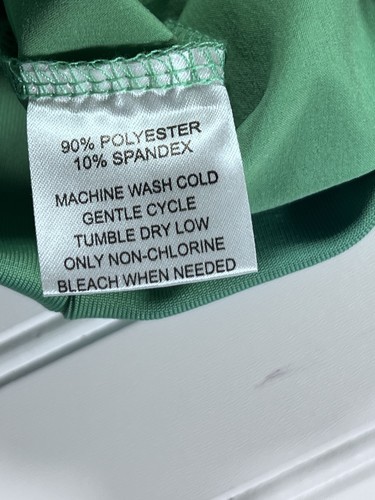 90% POLYESTER
10% SPANDEX
MACHINE WASH COLD
GENTLE CYCLE
TUMBLE DRY LOW
ONLY NON-CHLORINE
BLEACH WHEN NEEDED